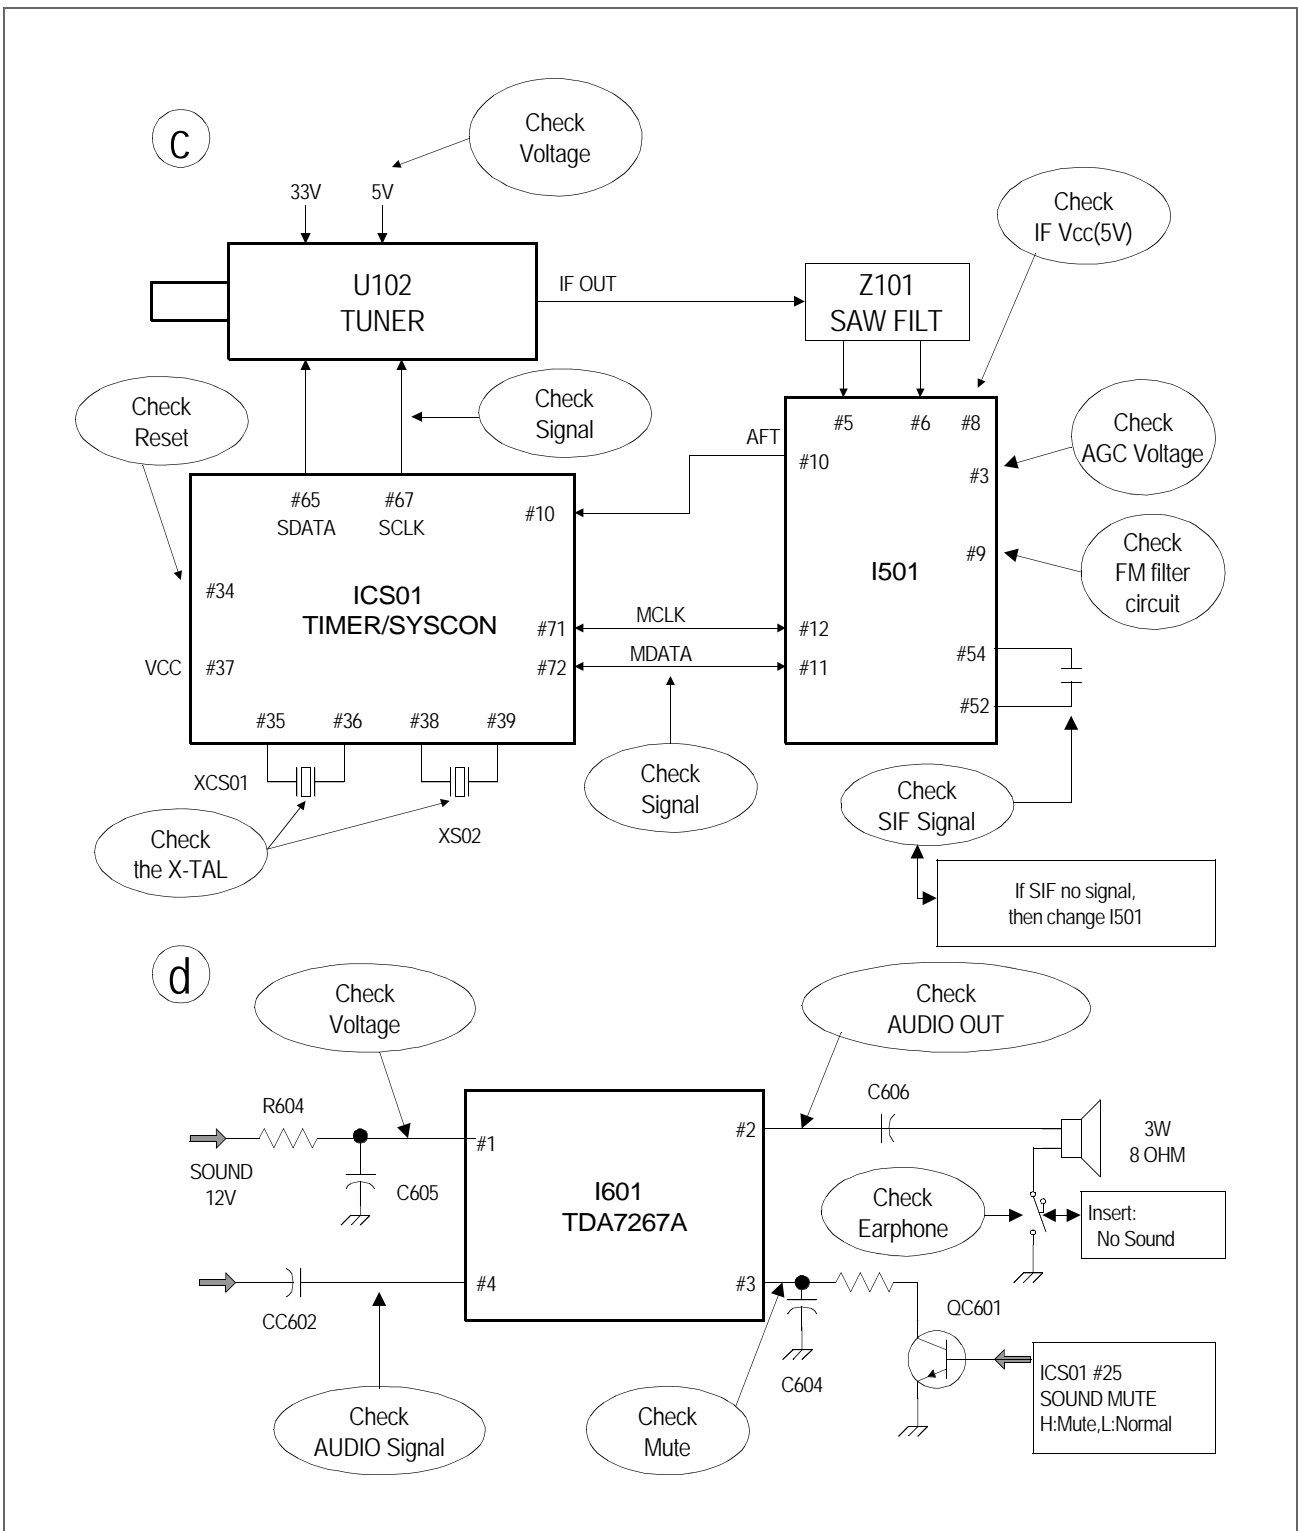 c
Check
Voltage
33V
5V
Check
IF Vcc(5V)
U102
TUNER
IF OUT
Z101
SAW FILT
Check
Reset
Check
Signal
AFT
#5
#6
#8
#10
#3
Check
AGC Voltage
#65
SDATA
#67
SCLK
#10
#9
Check
FM filter
circuit
#34
ICS01
TIMER/SYSCON
I501
#71
MCLK
#12
VCC
#37
#72
MDATA
#11
#54
#52
#35
#36
#38
#39
XCS01
XS02
Check
the X-TAL
Check
Signal
Check
SIF Signal
If SIF no signal,
then change I501
d
Check
Voltage
Check
AUDIO OUT
R604
C606
#1
#2
SOUND
12V
C605
3W
8 OHM
I601
TDA7267A
Check
Earphone
Insert:
No Sound
#4
#3
CC602
C604
QC601
Check
AUDIO Signal
Check
Mute
ICS01 #25
SOUND MUTE
H:Mute,L:Normal